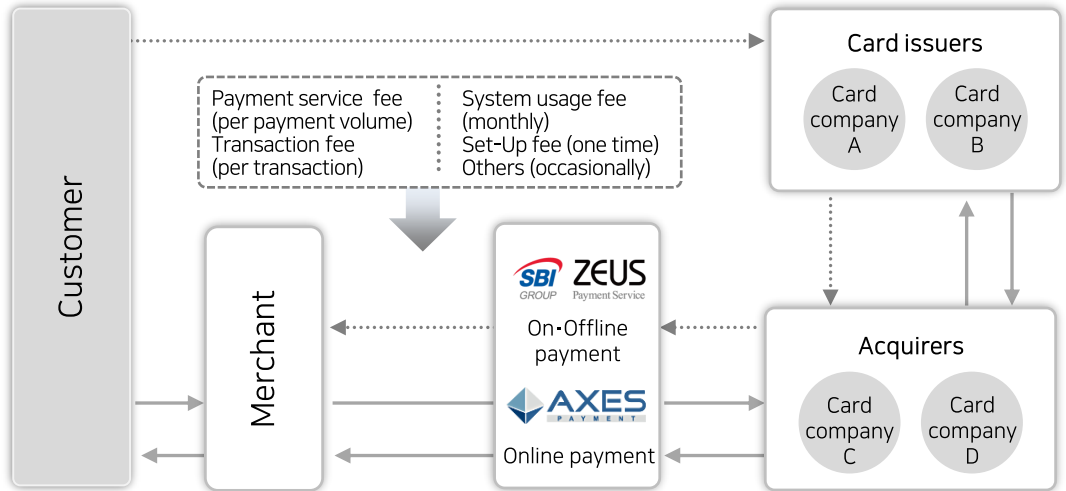 Customer
Card issuers
Card
company
A
Card
company
B
Payment service fee
(per payment volume)
Transaction fee
(per transaction)
System usage fee
(monthly)
Set-Up fee (one time)
Others (occasionally)
Merchant
SBI
GROUP
ZEUS
Payment Service
On-Offline
payment
AXES
PAYMENT
Online payment
Acquirers
Card
company
C
Card
company
D